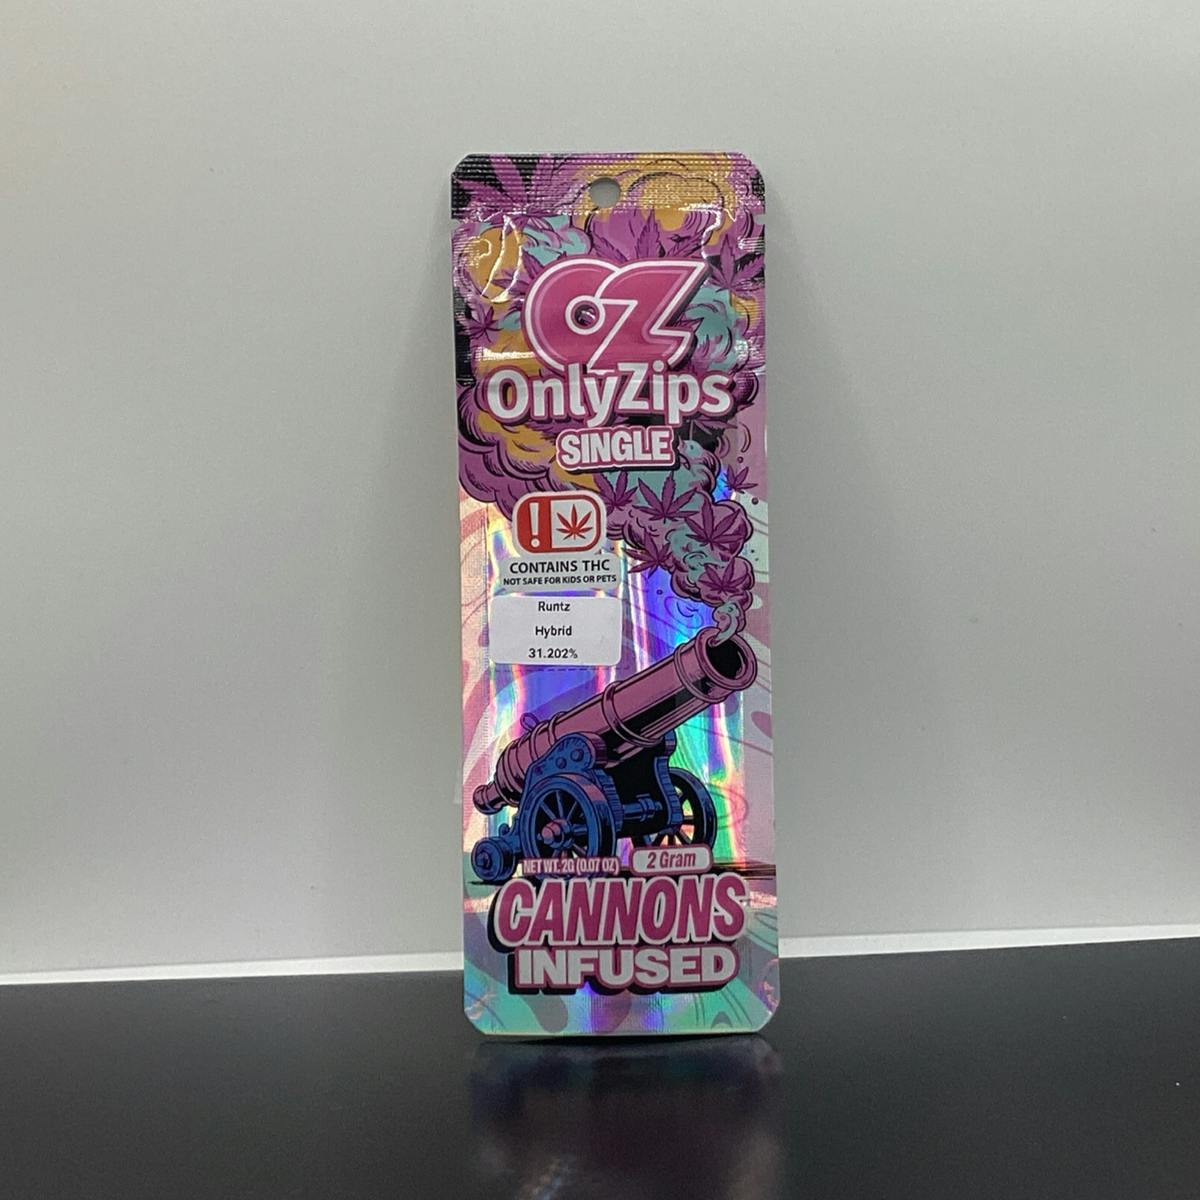 OZ
OnlyZips
SINGLE
!
CONTAINS THC
NOT SAFE FOR KIDS OR PETS
Runtz
Hybrid
31.202%
NET WT. 2G (0.07 OZ) 2 Gram
CANNONS
INFUSED